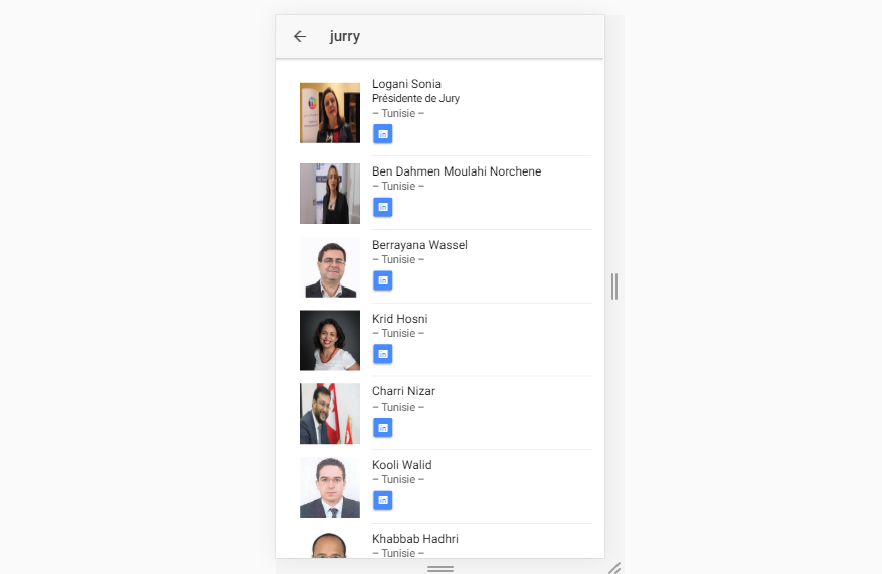 jurry
Logani Sonia
Présidente de Jury
– Tunisie –
Ben Dahmen Moulahi Norchene
– Tunisie –
Berrayana Wassel
– Tunisie –
Krid Hosni
– Tunisie –
Charri Nizar
– Tunisie –
Kooli Walid
– Tunisie –
Khabbab Hadhri
– Tunisie –